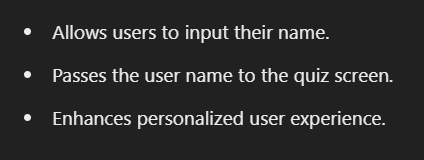 • Allows users to input their name.
• Passes the user name to the quiz screen.
• Enhances personalized user experience.